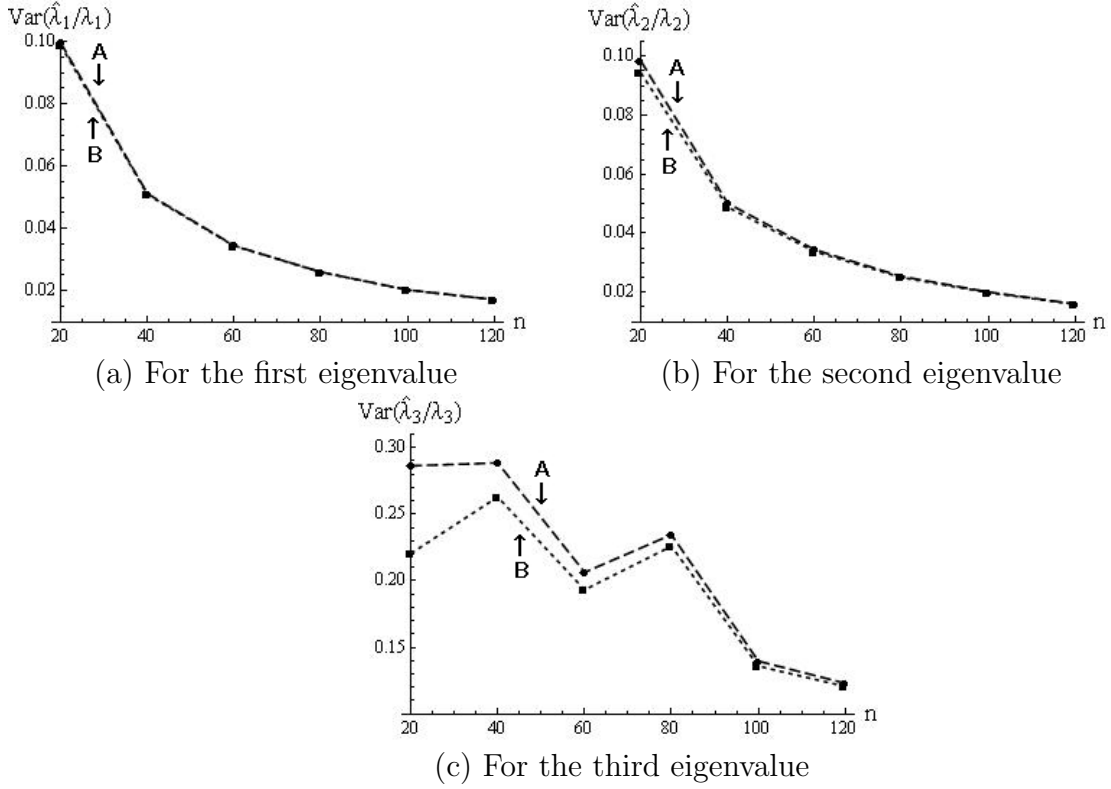 Var(λ̂₁/λ₁)
0.10
0.08
0.06
0.04
0.02
A
B
20 40 60 80 100 120 n
(a) For the first eigenvalue
Var(λ̂₂/λ₂)
0.10
0.08
0.06
0.04
0.02
A
B
20 40 60 80 100 120 n
(b) For the second eigenvalue
Var(λ̂₃/λ₃)
0.30
0.25
0.20
0.15
A
B
20 40 60 80 100 120 n
(c) For the third eigenvalue